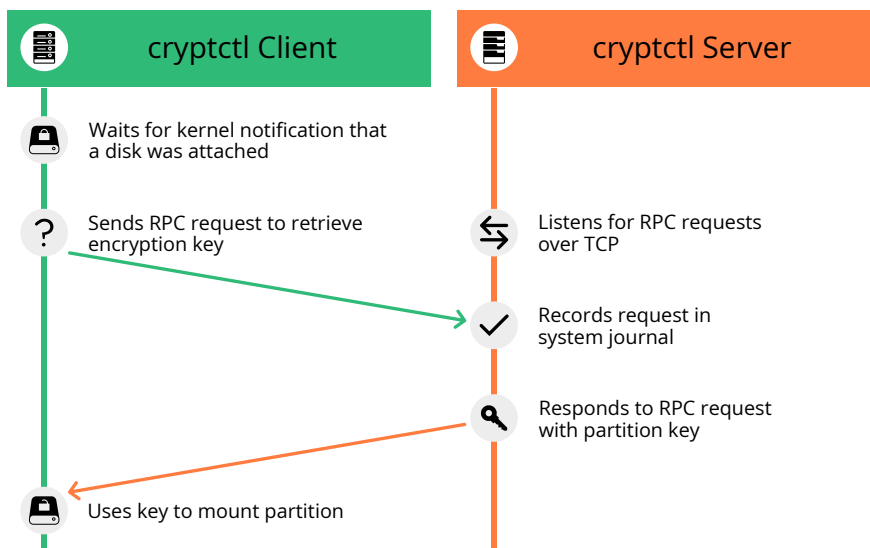 cryptctl Client
cryptctl Server
Waits for kernel notification that
a disk was attached
Sends RPC request to retrieve
encryption key
Listens for RPC requests
over TCP
Records request in
system journal
Responds to RPC request
with partition key
Uses key to mount partition